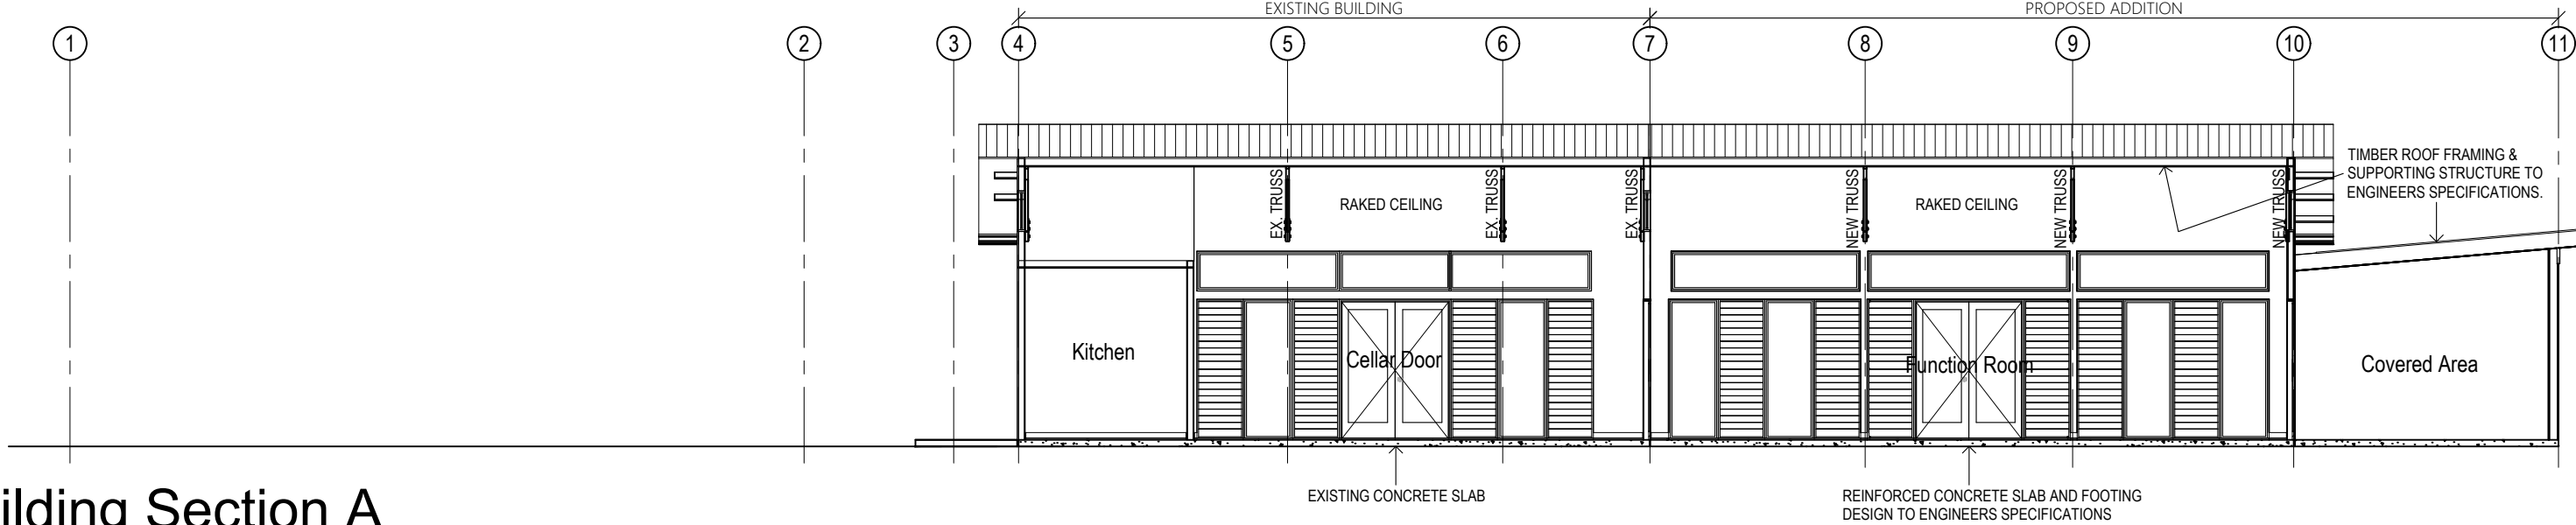 EXISTING BUILDING
PROPOSED ADDITION
1
2
3
4
5
6
7
8
9
10
11
EX. TRUSS
RAKED CEILING
EX. TRUSS
EX. TRUSS
NEW TRUSS
RAKED CEILING
NEW TRUSS
NEW TRUSS
TIMBER ROOF FRAMING &
SUPPORTING STRUCTURE TO
ENGINEERS SPECIFICATIONS.
Kitchen
Cellar Door
Function Room
Covered Area
EXISTING CONCRETE SLAB
REINFORCED CONCRETE SLAB AND FOOTING
DESIGN TO ENGINEERS SPECIFICATIONS
ilding Section A